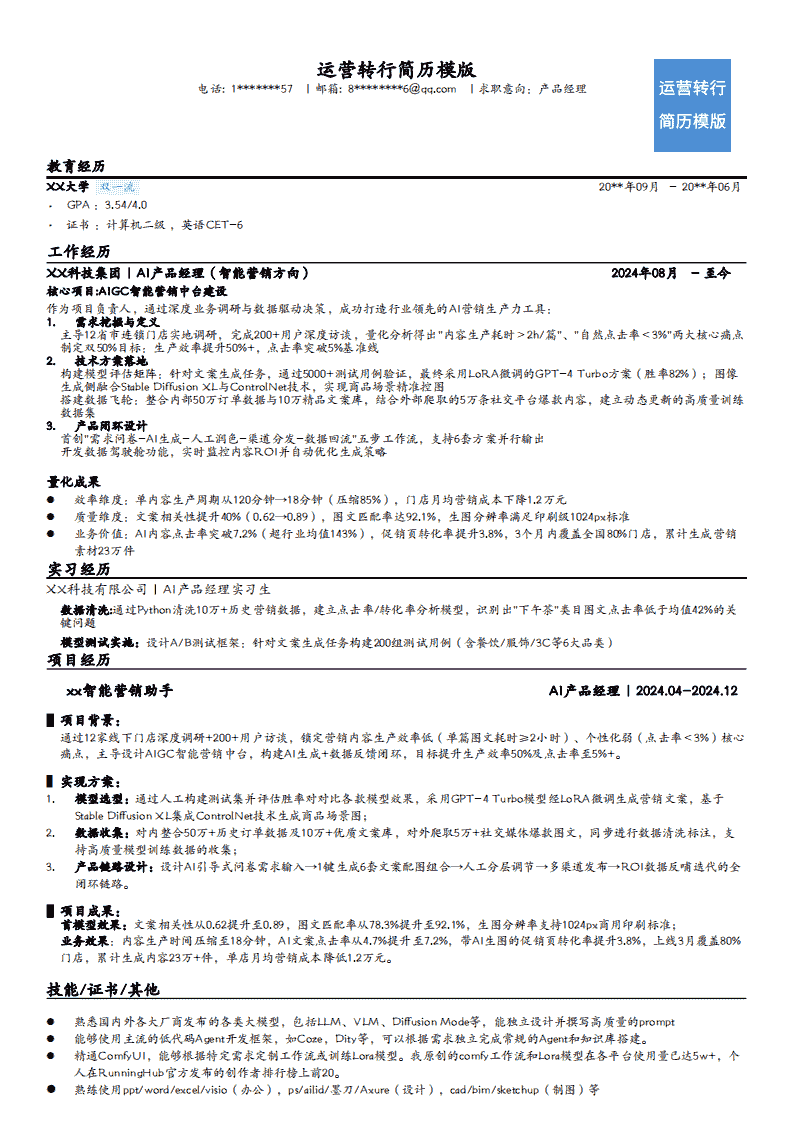 运营转行简历模版
电话: 1*******57 | 邮箱: 8********6@qq.com | 求职意向：产品经理
运营转行
简历模版
教育经历
XX大学 双一流 20**年09月 - 20**年06月
· GPA ：3.54/4.0
· 证书 ：计算机二级 ，英语CET-6
工作经历
XX科技集团 | AI产品经理（智能营销方向） 2024年08月 - 至今
核心项目:AIGC智能营销中台建设
作为项目负责人，通过深度业务调研与数据驱动决策，成功打造行业领先的AI营销生产力工具：
1. 需求挖掘与定义
主导12省市连锁门店实地调研，完成200+用户深度访谈，量化分析得出"内容生产耗时＞2h/篇"、"自然点击率＜3%"两大核心痛点
制定双50%目标：生产效率提升50%+，点击率突破5%基准线
2. 技术方案落地
构建模型评估矩阵：针对文案生成任务，通过5000+测试用例验证，最终采用LoRA微调的GPT-4 Turbo方案（胜率82%）；图像
生成侧融合Stable Diffusion XL与ControlNet技术，实现商品场景精准控图
搭建数据飞轮：整合内部50万订单数据与10万精品文案库，结合外部爬取的5万条社交平台爆款内容，建立动态更新的高质量训练
数据集
3. 产品闭环设计
首创"需求问卷-AI生成-人工润色-渠道分发-数据回流"五步工作流，支持6套方案并行输出
开发数据驾驶舱功能，实时监控内容ROI并自动优化生成策略
量化成果
● 效率维度：单内容生产周期从120分钟→18分钟（压缩85%），门店月均营销成本下降1.2万元
● 质量维度：文案相关性提升40%（0.62→0.89），图文匹配率达92.1%，生图分辨率满足印刷级1024px标准
● 业务价值：AI内容点击率突破7.2%（超行业均值143%），促销页转化率提升3.8%，3个月内覆盖全国80%门店，累计生成营销
素材23万件
实习经历
XX科技有限公司 | AI产品经理实习生
数据清洗:通过Python清洗10万+历史营销数据，建立点击率/转化率分析模型，识别出"下午茶"类目图文点击率低于均值42%的关
键问题
模型测试实施：设计A/B测试框架：针对文案生成任务构建200组测试用例（含餐饮/服饰/3C等6大品类）
项目经历
xx智能营销助手 AI产品经理 | 2024.04-2024.12
▌项目背景：
通过12家线下门店深度调研+200+用户访谈，锁定营销内容生产效率低（单篇图文耗时≥2小时）、个性化弱（点击率＜3%）核心
痛点，主导设计AIGC智能营销中台，构建AI生成+数据反馈闭环，目标提升生产效率50%及点击率至5%+。
▌实现方案：
1. 模型选型：通过人工构建测试集并评估胜率对对比各款模型效果，采用GPT-4 Turbo模型经LoRA微调生成营销文案，基于
Stable Diffusion XL集成ControlNet技术生成商品场景图；
2. 数据收集：对内整合50万+历史订单数据及10万+优质文案库，对外爬取5万+社交媒体爆款图文，同步进行数据清洗标注，支
持高质量模型训练数据的收集；
3. 产品链路设计：设计AI引导式问卷需求输入→1键生成6套文案配图组合→人工分层调节→多渠道发布→ROI数据反哺迭代的全
闭环链路。
▌项目成果：
首模型效果：文案相关性从0.62提升至0.89，图文匹配率从78.3%提升至92.1%，生图分辨率支持1024px商用印刷标准；
业务效果：内容生产时间压缩至18分钟，AI文案点击率从4.7%提升至7.2%，带AI生图的促销页转化率提升3.8%，上线3月覆盖80%
门店，累计生成内容23万+件，单店月均营销成本降低1.2万元。
技能/证书/其他
● 熟悉国内外各大厂商发布的各类大模型，包括LLM、VLM、Diffusion Mode等，能独立设计并撰写高质量的prompt
● 能够使用主流的低代码Agent开发框架，如Coze，Dity等，可以根据需求独立完成常规的Agent和知识库搭建。
● 精通ComfyUI，能够根据特定需求定制工作流或训练Lora模型。我原创的comfy工作流和Lora模型在各平台使用量已达5w+，个
人在RunningHub官方发布的创作者排行榜上前20。
● 熟练使用ppt/word/excel/visio（办公），ps/ailid/墨刀/Axure（设计），cad/bim/sketchup（制图）等